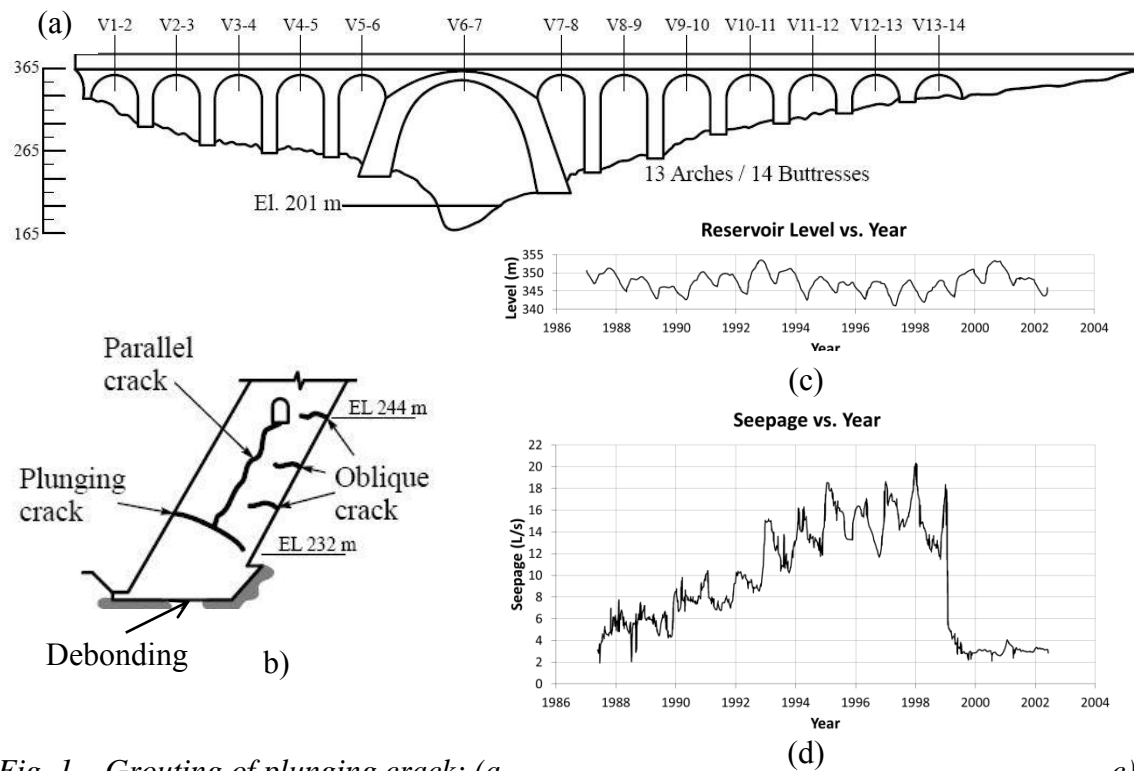 (a)
V1-2 V2-3 V3-4 V4-5 V5-6 V6-7 V7-8 V8-9 V9-10 V10-11 V11-12 V12-13 V13-14
365
265
165
El. 201 m
13 Arches / 14 Buttresses
Reservoir Level vs. Year
Level (m)
355
350
345
340
1986 1988 1990 1992 1994 1996 1998 2000 2002 2004
Year
(c)
Parallel
crack
EL 244 m
Plunging
crack
Oblique
crack
EL 232 m
Debonding
b)
Seepage vs. Year
Seepage (L/s)
22
20
18
16
14
12
10
8
6
4
2
0
1986 1988 1990 1992 1994 1996 1998 2000 2002 2004
Year
(d)
Fig. 1 Grouting of plunging crack: (a